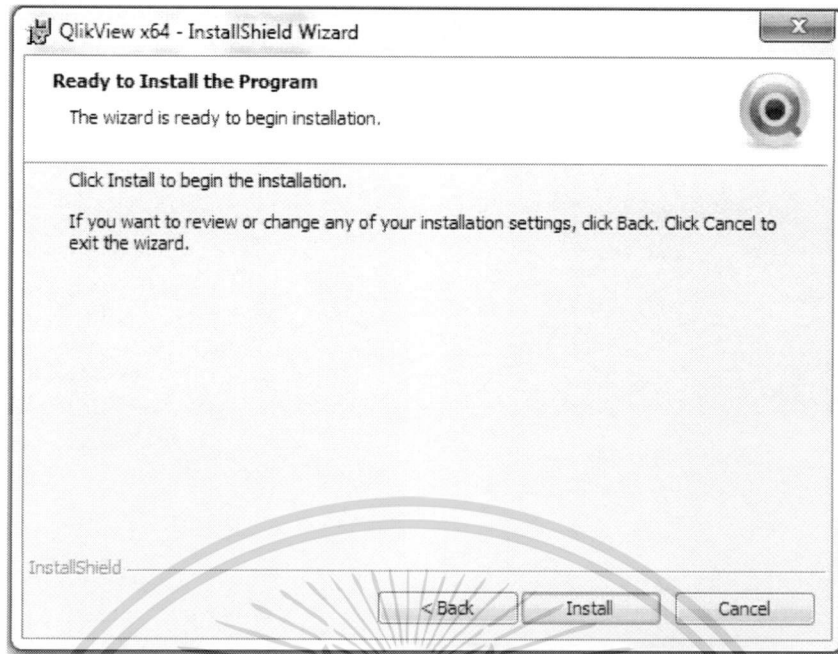 QlikView x64 - InstallShield Wizard
Ready to Install the Program
The wizard is ready to begin installation.
Click Install to begin the installation.
If you want to review or change any of your installation settings, click Back. Click Cancel to
exit the wizard.
InstallShield
< Back
Install
Cancel